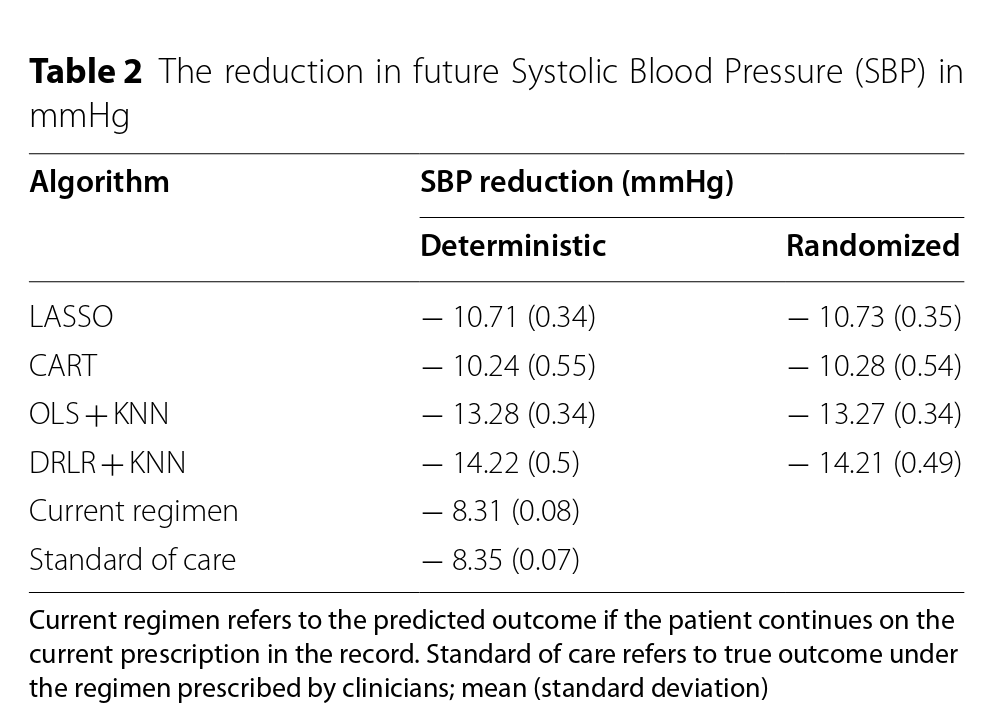 Table 2 The reduction in future Systolic Blood Pressure (SBP) in
mmHg
Algorithm SBP reduction (mmHg)
Deterministic Randomized
LASSO − 10.71 (0.34) − 10.73 (0.35)
CART − 10.24 (0.55) − 10.28 (0.54)
OLS + KNN − 13.28 (0.34) − 13.27 (0.34)
DRLR + KNN − 14.22 (0.5) − 14.21 (0.49)
Current regimen − 8.31 (0.08)
Standard of care − 8.35 (0.07)
Current regimen refers to the predicted outcome if the patient continues on the
current prescription in the record. Standard of care refers to true outcome under
the regimen prescribed by clinicians; mean (standard deviation)